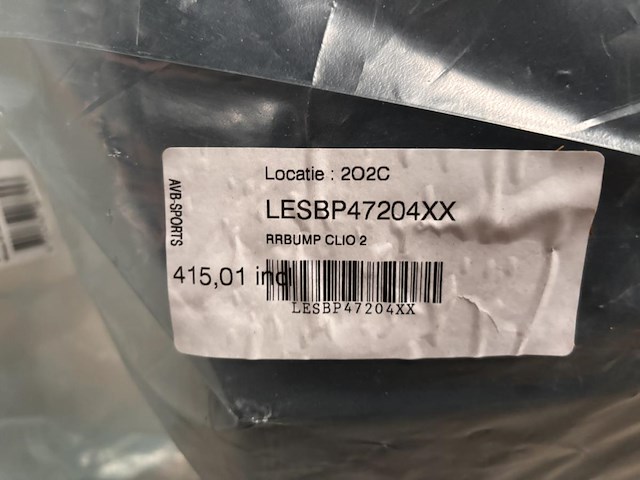 Locatie : 2O2C
AVB-SPORTS
LESBP47204XX
RRBUMP CLIO 2
415,01 incl
LESBP47204XX